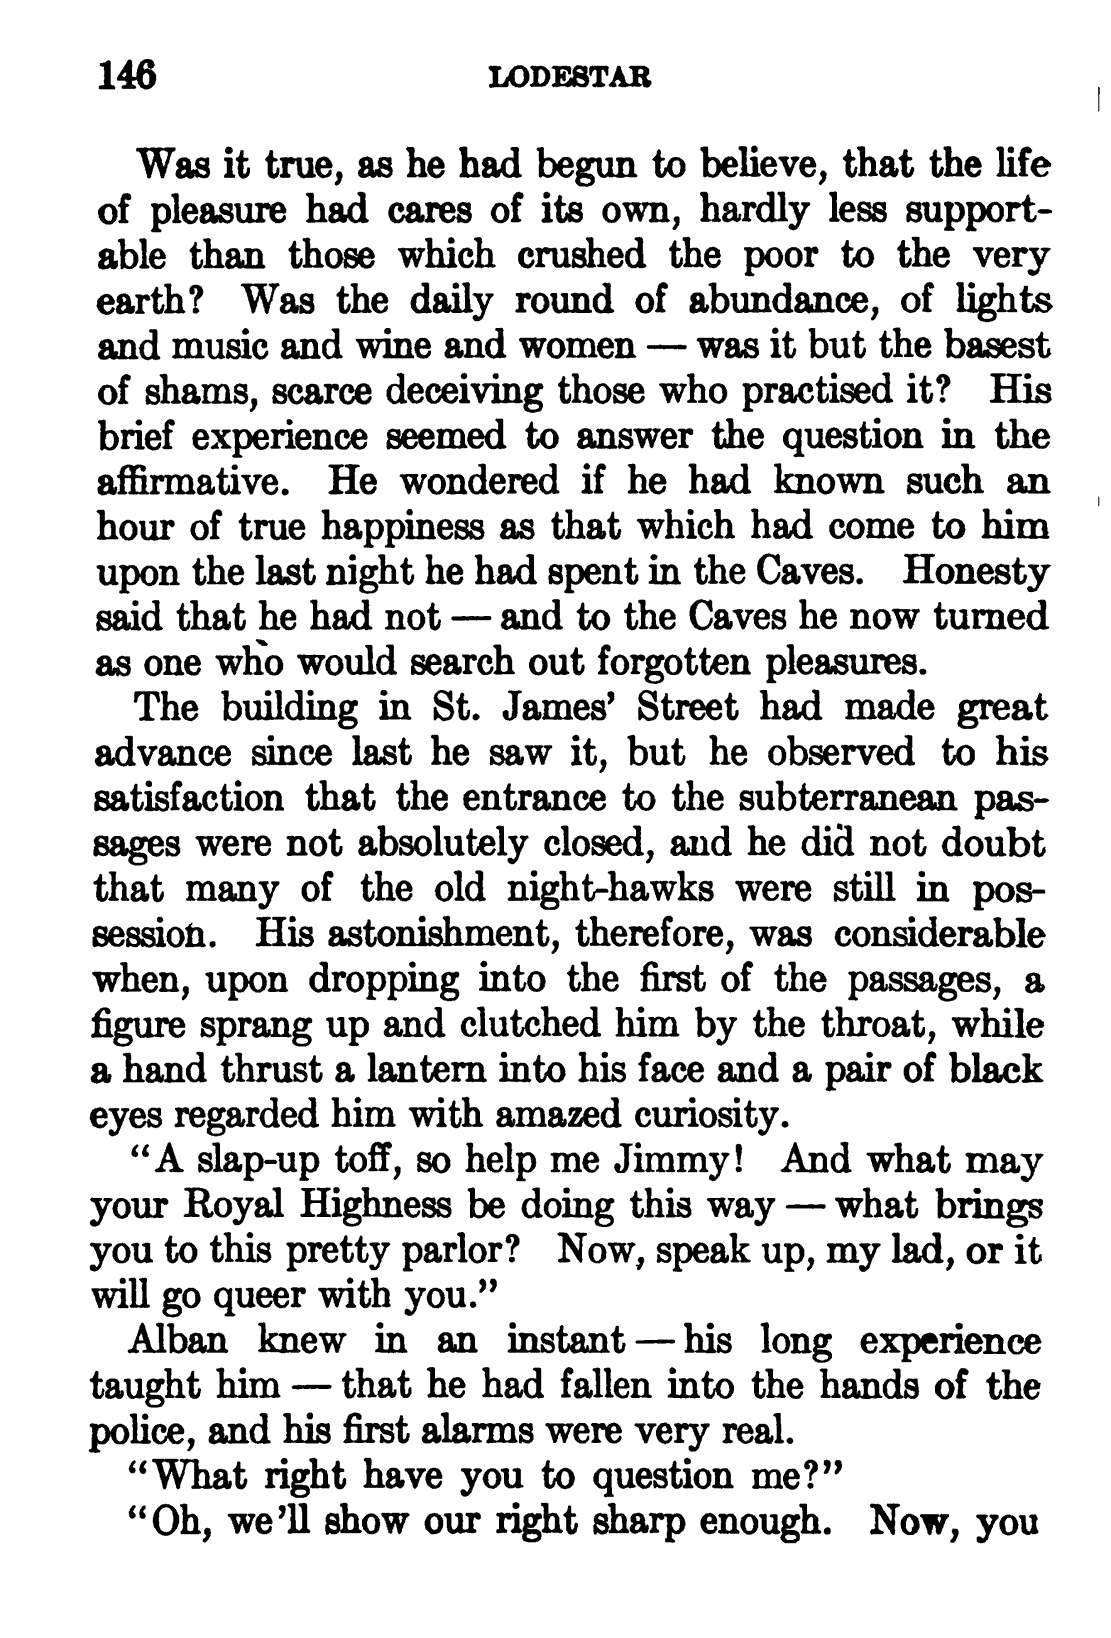 146 LODESTAR
Was it true, as he had begun to believe, that the life
of pleasure had cares of its own, hardly less support-
able than those which crushed the poor to the very
earth? Was the daily round of abundance, of lights
and music and wine and women — was it but the basest
of shams, scarce deceiving those who practised it? His
brief experience seemed to answer the question in the
affirmative. He wondered if he had known such an
hour of true happiness as that which had come to him
upon the last night he had spent in the Caves. Honesty
said that he had not — and to the Caves he now turned
as one who would search out forgotten pleasures.
The building in St. James' Street had made great
advance since last he saw it, but he observed to his
satisfaction that the entrance to the subterranean pas-
sages were not absolutely closed, and he did not doubt
that many of the old night-hawks were still in pos-
session. His astonishment, therefore, was considerable
when, upon dropping into the first of the passages, a
figure sprang up and clutched him by the throat, while
a hand thrust a lantern into his face and a pair of black
eyes regarded him with amazed curiosity.
"A slap-up toff, so help me Jimmy! And what may
your Royal Highness be doing this way — what brings
you to this pretty parlor? Now, speak up, my lad, or it
will go queer with you."
Alban knew in an instant — his long experience
taught him — that he had fallen into the hands of the
police, and his first alarms were very real.
"What right have you to question me?"
"Oh, we'll show our right sharp enough. Now, you